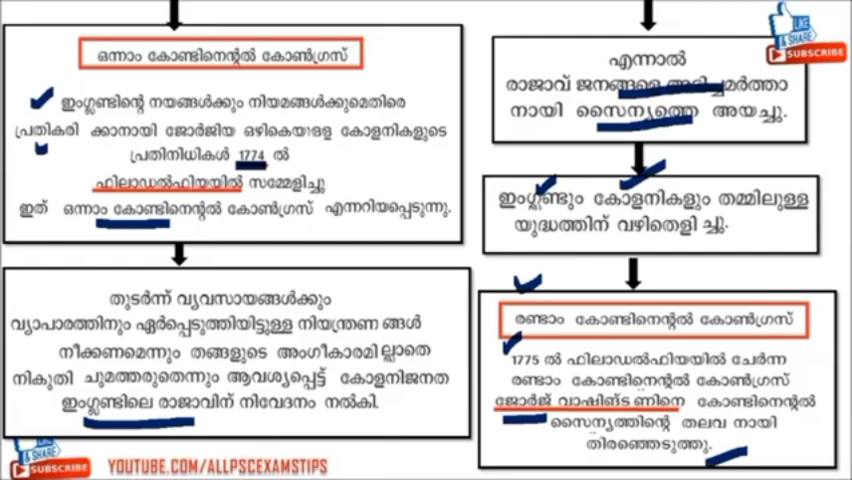 ഒന്നാം കോണ്ടിനെന്റൽ കോൺഗ്രസ്
ഇംഗ്ലണ്ടിന്റെ നയങ്ങൾക്കും നിയമങ്ങൾക്കുമെതിരെ
പ്രതികരി ക്കാനായി ജോർജിയ ഒഴികെയുള്ള കോളനികളുടെ
പ്രതിനിധികൾ 1774 ൽ
ഫിലാഡൽഫിയയിൽ സമ്മേളിച്ചു
ഇത് ഒന്നാം കോണ്ടിനെന്റൽ കോൺഗ്രസ് എന്നറിയപ്പെടുന്നു.
തുടർന്ന് വ്യവസായങ്ങൾക്കും
വ്യാപാരത്തിനും ഏർപ്പെടുത്തിയിട്ടുള്ള നിയന്ത്രണ ങ്ങൾ
നീക്കണമെന്നും തങ്ങളുടെ അംഗീകാരമി ല്ലാതെ
നികുതി ചുമത്തരുതെന്നും ആവശ്യപ്പെട്ട് കോളനിജനത
ഇംഗ്ലണ്ടിലെ രാജാവിന് നിവേദനം നൽകി.
എന്നാൽ
രാജാവ് ജനങ്ങളെ അടിച്ചമർത്താ
നായി സൈന്യത്തെ അയച്ചു.
ഇംഗ്ലണ്ടും കോളനികളും തമ്മിലുള്ള
യുദ്ധത്തിന് വഴിതെളി ച്ചു.
രണ്ടാം കോണ്ടിനെന്റൽ കോൺഗ്രസ്
1775 ൽ ഫിലാഡൽഫിയയിൽ ചേർന്ന
രണ്ടാം കോണ്ടിനെന്റൽ കോൺഗ്രസ്
ജോർജ് വാഷിങ്ട ണിനെ കോണ്ടിനെന്റൽ
സൈന്യത്തിന്റെ തലവ നായി
തിരഞ്ഞെടുത്തു.
LIKE
& SHARE
SUBSCRIBE
& SHARE
SUBSCRIBE
YOUTUBE.COM/ALLPSCEXAMSTIPS